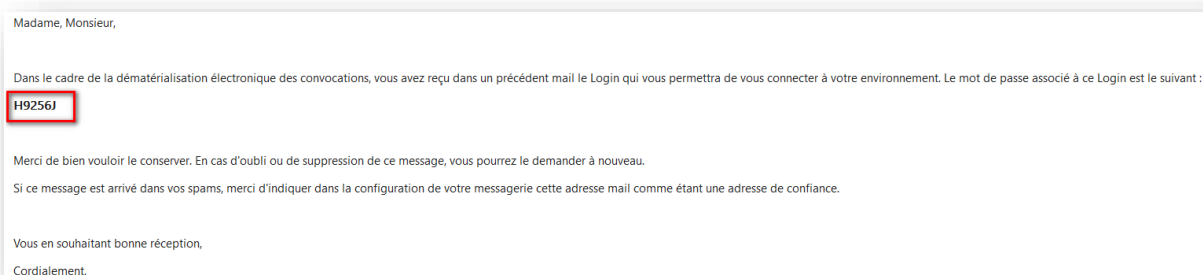 Madame, Monsieur,
Dans le cadre de la dématérialisation électronique des convocations, vous avez reçu dans un précédent mail le Login qui vous permettra de vous connecter à votre environnement. Le mot de passe associé à ce Login est le suivant :
H9256J
Merci de bien vouloir le conserver. En cas d'oubli ou de suppression de ce message, vous pourrez le demander à nouveau.
Si ce message est arrivé dans vos spams, merci d'indiquer dans la configuration de votre messagerie cette adresse mail comme étant une adresse de confiance.
Vous en souhaitant bonne réception,
Cordialement.